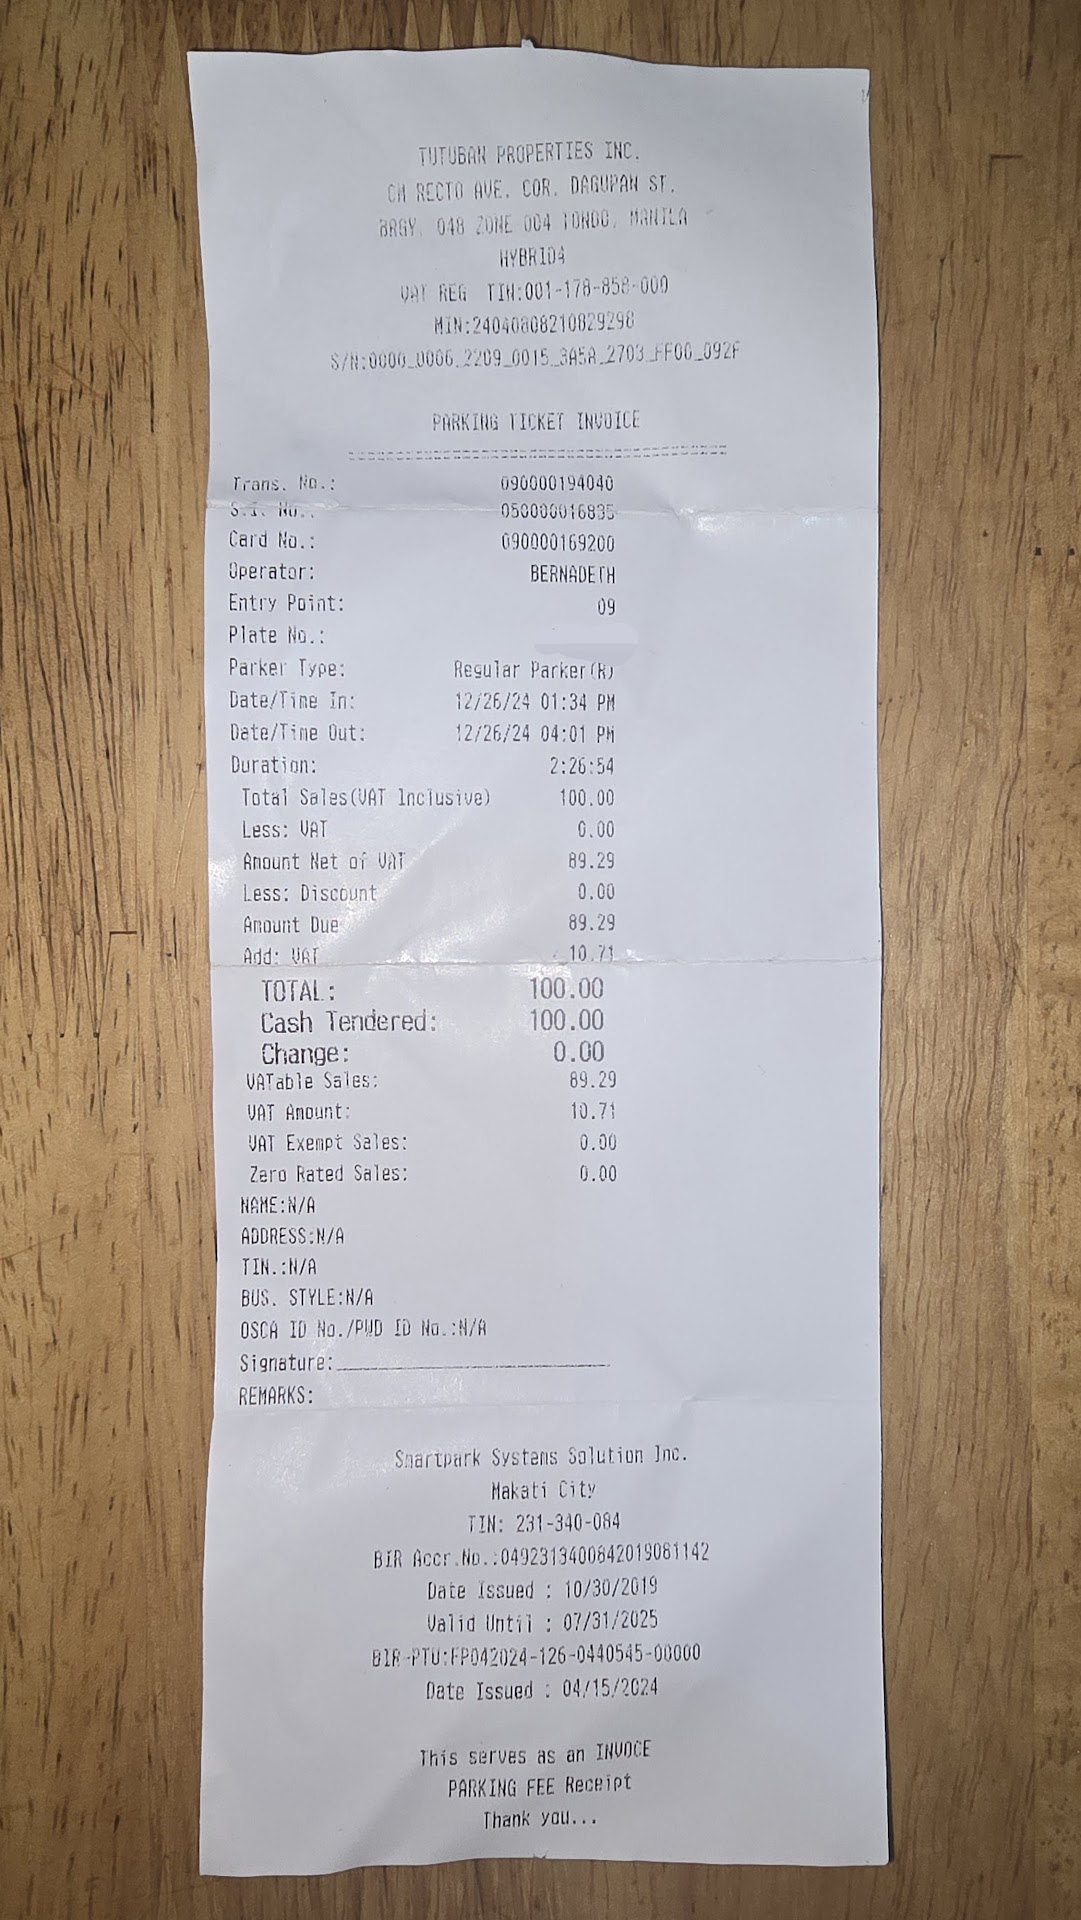 TUTUBAN PROPERTIES INC.
CM RECTO AVE. COR. DAGUPAN ST.
BRGY. 048 ZONE 004 TONDO, MANILA
HYBRID4
VAT REG TIN:001-178-858-000
MIN:24040808210829298
S/N:0000_0006_2209_0015_3A5A_2703_FF00_092F
PARKING TICKET INVOICE
Trans. No.: 090000194040
S.I. No.: 050000016835
Card No.: 090000169200
Operator: BERNADETH
Entry Point: 09
Plate No.:
Parker Type: Regular Parker(R)
Date/Time In: 12/26/24 01:34 PM
Date/Time Out: 12/26/24 04:01 PM
Duration: 2:26:54
Total Sales(VAT Inclusive) 100.00
Less: VAT 0.00
Amount Net of VAT 89.29
Less: Discount 0.00
Amount Due 89.29
Add: VAT 10.71
TOTAL: 100.00
Cash Tendered: 100.00
Change: 0.00
VATable Sales: 89.29
VAT Amount: 10.71
VAT Exempt Sales: 0.00
Zero Rated Sales: 0.00
NAME:N/A
ADDRESS:N/A
TIN.:N/A
BUS. STYLE:N/A
OSCA ID No./PWD ID No.:N/A
Signature:
REMARKS:
Smartpark Systems Solution Inc.
Makati City
TIN: 231-340-084
BIR Accr.No.:0492313400842019081142
Date Issued : 10/30/2019
Valid Until : 07/31/2025
BIR-PTU:FP042024-126-0440545-00000
Date Issued : 04/15/2024
This serves as an INVOCE
PARKING FEE Receipt
Thank you...